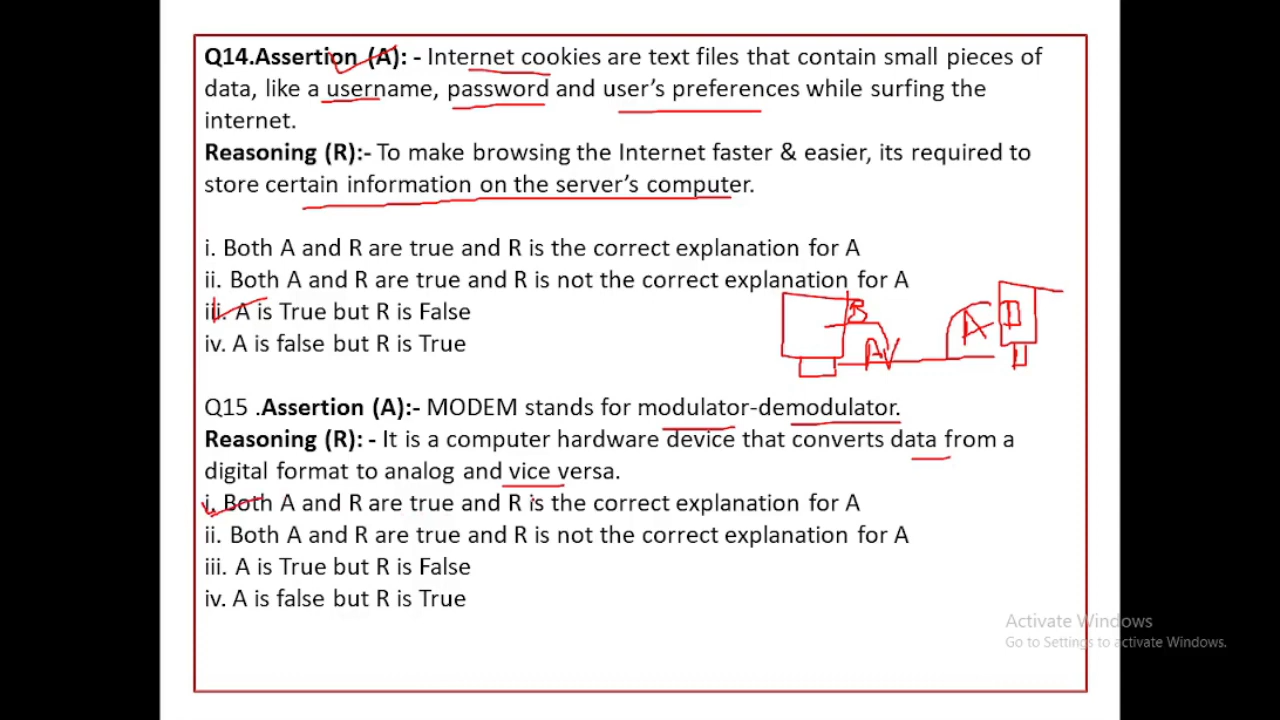 Q14.Assertion (A): - Internet cookies are text files that contain small pieces of
data, like a username, password and user's preferences while surfing the
internet.
Reasoning (R):- To make browsing the Internet faster & easier, its required to
store certain information on the server's computer.
i. Both A and R are true and R is the correct explanation for A
ii. Both A and R are true and R is not the correct explanation for A
iii. A is True but R is False
iv. A is false but R is True
B
A
D
A
Q15 .Assertion (A):- MODEM stands for modulator-demodulator.
Reasoning (R): - It is a computer hardware device that converts data from a
digital format to analog and vice versa.
i. Both A and R are true and R is the correct explanation for A
ii. Both A and R are true and R is not the correct explanation for A
iii. A is True but R is False
iv. A is false but R is True
Activate Windows
Go to Settings to activate Windows.